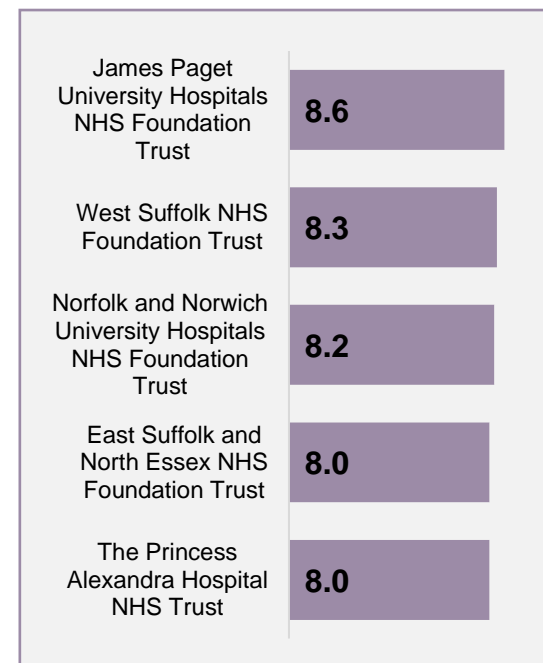 James Paget
University Hospitals
NHS Foundation
Trust
8.6
West Suffolk NHS
Foundation Trust
8.3
Norfolk and Norwich
University Hospitals
NHS Foundation
Trust
8.2
East Suffolk and
North Essex NHS
Foundation Trust
8.0
The Princess
Alexandra Hospital
NHS Trust
8.0